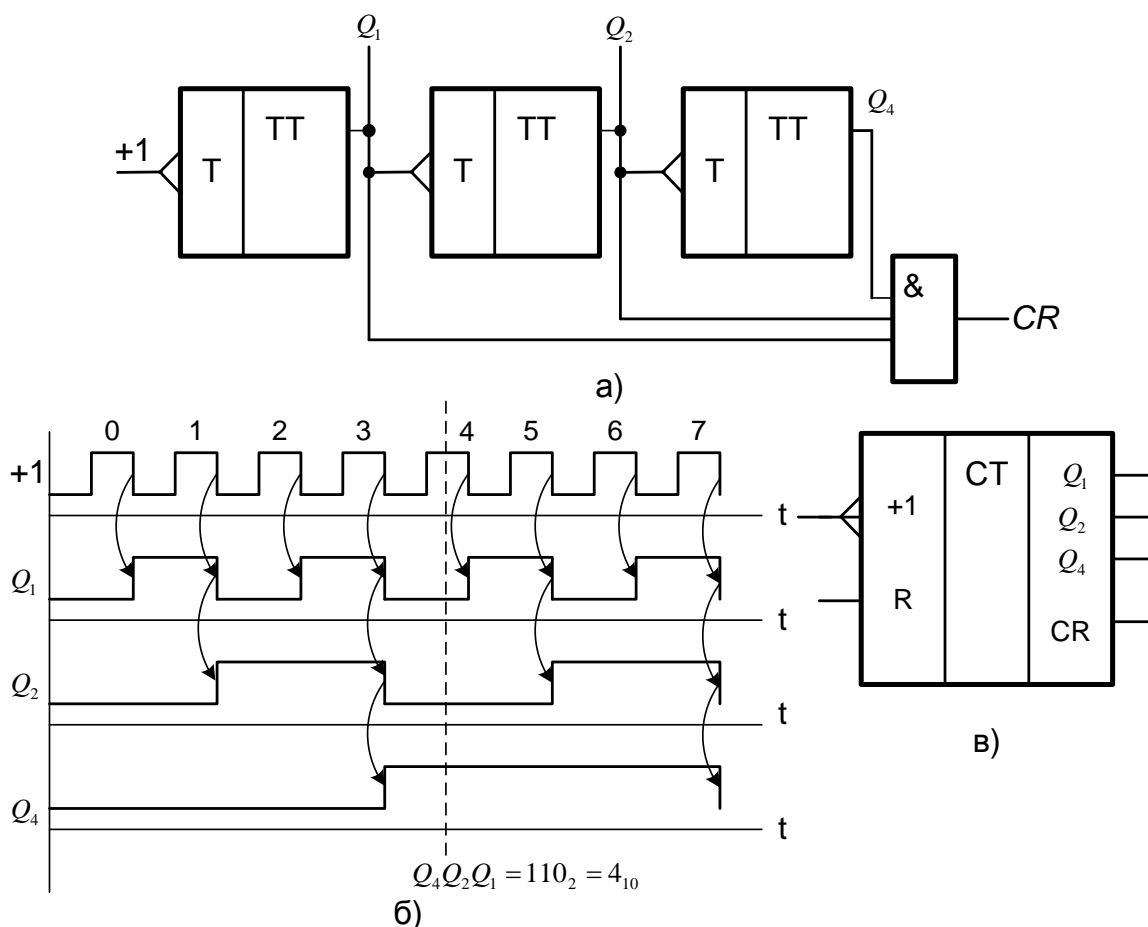 Q1 Q2
+1 T TT T TT T TT Q4
&
CR
а)
0 1 2 3 4 5 6 7
+1
t
Q1
t
Q2
t
Q4
t
Q4Q2Q1 = 110₂ = 4₁₀
б)
CT
+1
R
Q1
Q2
Q4
CR
в)